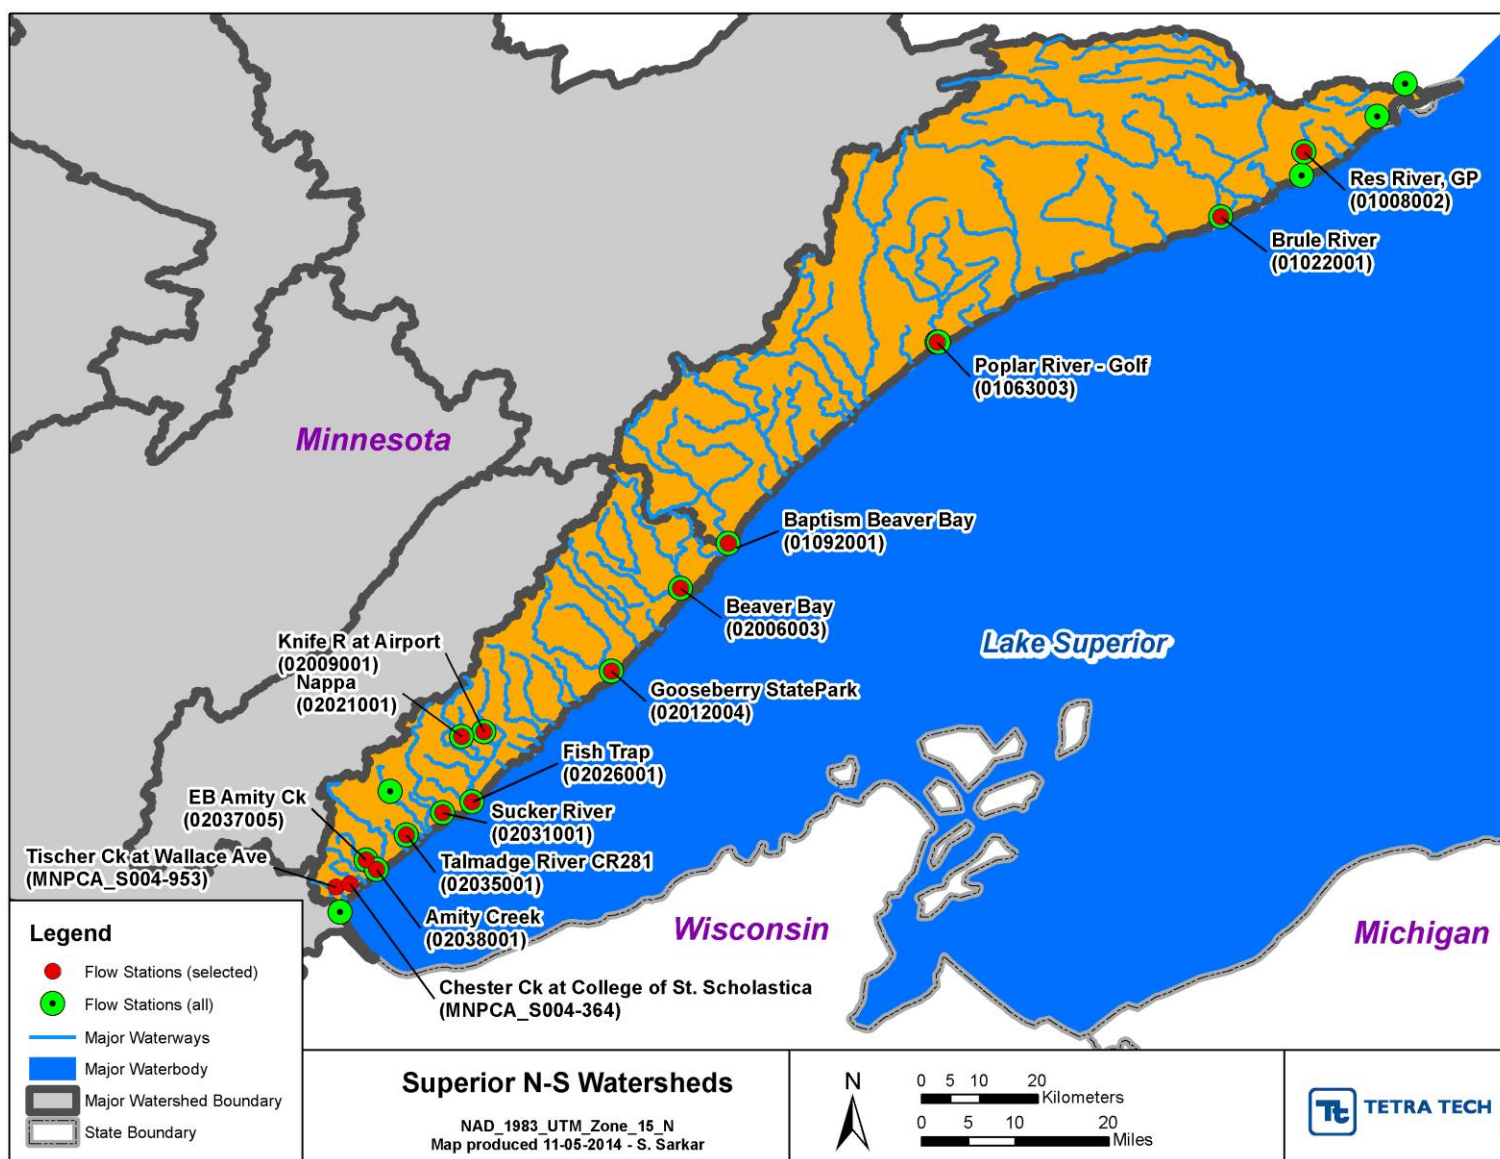 Res River, GP
(01008002)
Brule River
(01022001)
Poplar River - Golf
(01063003)
Minnesota
Baptism Beaver Bay
(01092001)
Beaver Bay
(02006003)
Lake Superior
Knife R at Airport
(02009001)
Nappa
(02021001)
Gooseberry StatePark
(02012004)
Fish Trap
(02026001)
EB Amity Ck
(02037005)
Sucker River
(02031001)
Tischer Ck at Wallace Ave
(MNPCA_S004-953)
Talmadge River CR281
(02035001)
Amity Creek
(02038001)
Wisconsin
Michigan
Chester Ck at College of St. Scholastica
(MNPCA_S004-364)
Legend
Flow Stations (selected)
Flow Stations (all)
Major Waterways
Major Waterbody
Major Watershed Boundary
State Boundary
Superior N-S Watersheds
NAD_1983_UTM_Zone_15_N
Map produced 11-05-2014 - S. Sarkar
N
0 5 10 20
Kilometers
0 5 10 20
Miles
Tt TETRA TECH